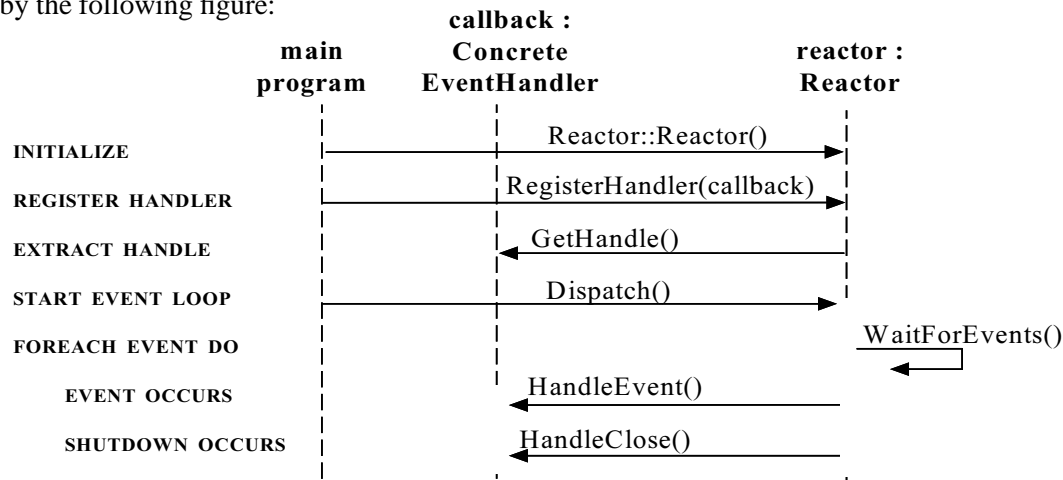 by the following figure:
callback :
main
Concrete
reactor :
program
EventHandler
Reactor
INITIALIZE
Reactor::Reactor()
REGISTER HANDLER
RegisterHandler(callback)
EXTRACT HANDLE
GetHandle()
START EVENT LOOP
Dispatch()
FOREACH EVENT DO
WaitForEvents()
EVENT OCCURS
HandleEvent()
SHUTDOWN OCCURS
HandleClose()